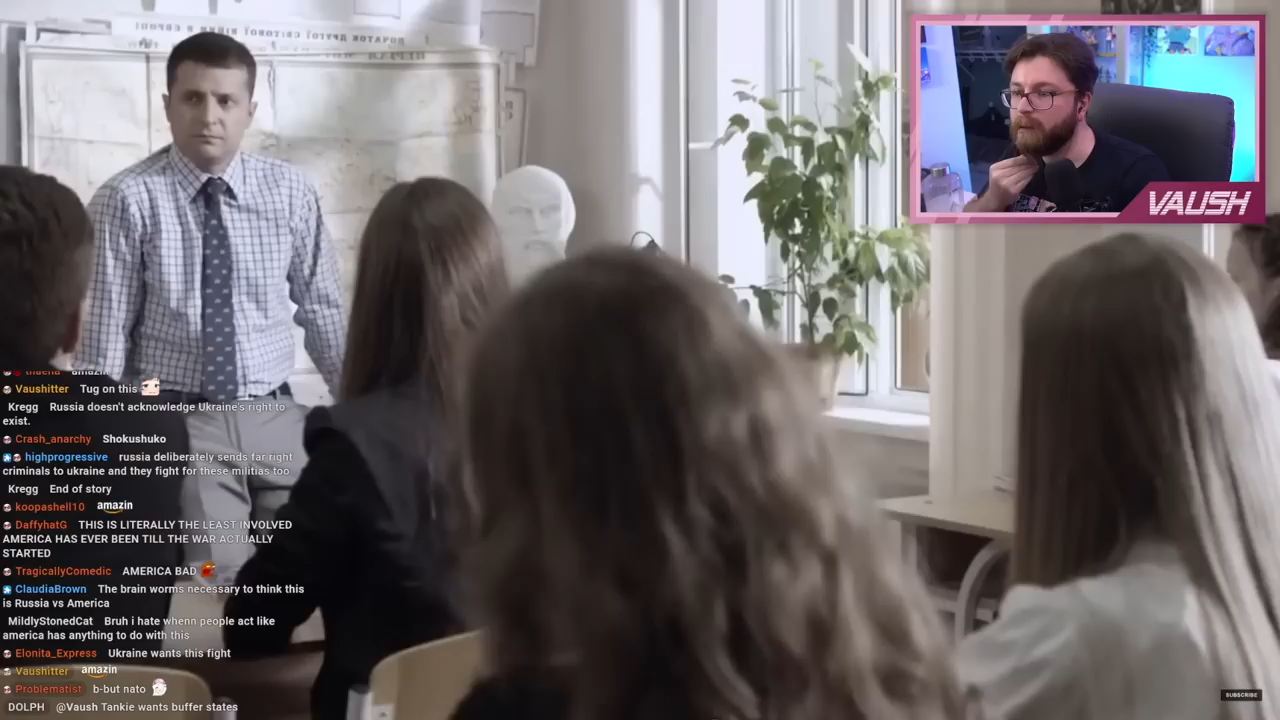 VAUSH
Vaushitter Tug on this
Kregg Russia doesn't acknowledge Ukraine's right to
exist.
Crash_anarchy Shokushuko
highprogressive russia deliberately sends far right
criminals to ukraine and they fight for these militias too
Kregg End of story
koopashell10 amazin
DaffyhatG THIS IS LITERALLY THE LEAST INVOLVED
AMERICA HAS EVER BEEN TILL THE WAR ACTUALLY
STARTED
TragicallyComedic AMERICA BAD
ClaudiaBrown The brain worms necessary to think this
is Russia vs America
MildlyStonedCat Bruh i hate whenn people act like
america has anything to do with this
Elonita_Express Ukraine wants this fight
Vaushitter amazin
Problematist b-but nato
DOLPH @Vaush Tankie wants buffer states
SUBSCRIBE